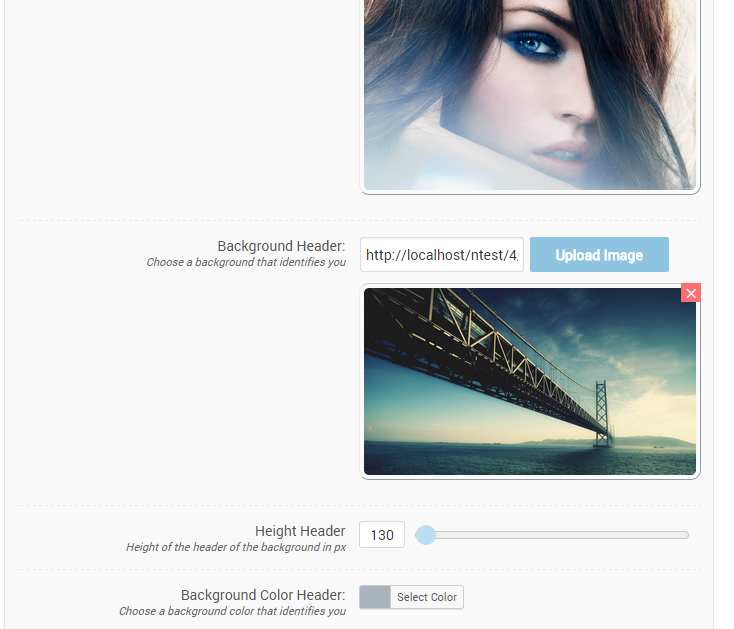 Background Header:
Choose a background that identifies you
http://localhost/ntest/4.
Upload Image
Height Header
Height of the header of the background in px
130
Background Color Header:
Choose a background color that identifies you
Select Color